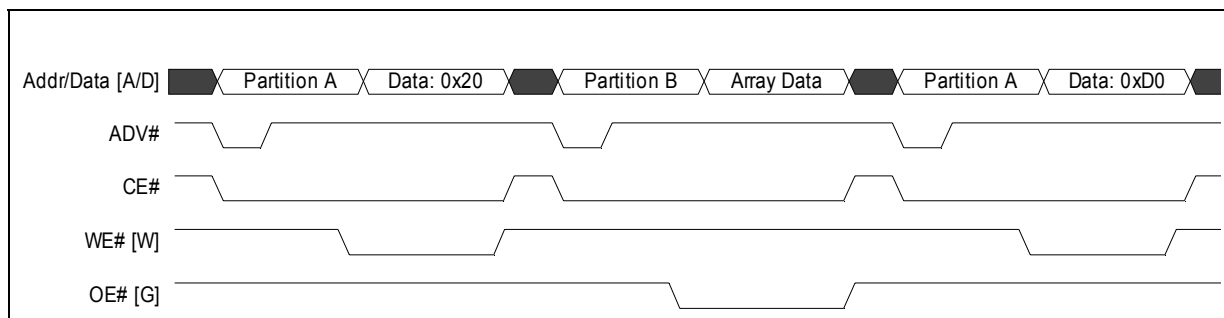 Addr/Data [A/D] Partition A Data: 0x20 Partition B Array Data Partition A Data: 0xD0
ADV#
CE#
WE# [W]
OE# [G]